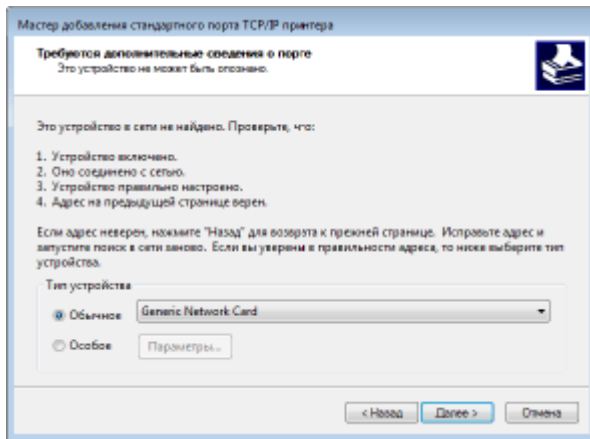 Мастер добавления стандартного порта TCP/IP принтера
Требуются дополнительные сведения о порте
Это устройство не может быть опознано.
Это устройство в сети не найдено. Проверьте, что:
1. Устройство включено.
2. Оно соединено с сетью.
3. Устройство правильно настроено.
4. Адрес на предыдущей странице верен.
Если адрес неверен, нажмите "Назад" для возврата к прежней странице. Исправьте адрес и
запустите поиск в сети заново. Если вы уверены в правильности адреса, то ниже выберите тип
устройства.
Тип устройства
Обычное
Generic Network Card
Особое
Параметры...
< Назад
Далее >
Отмена